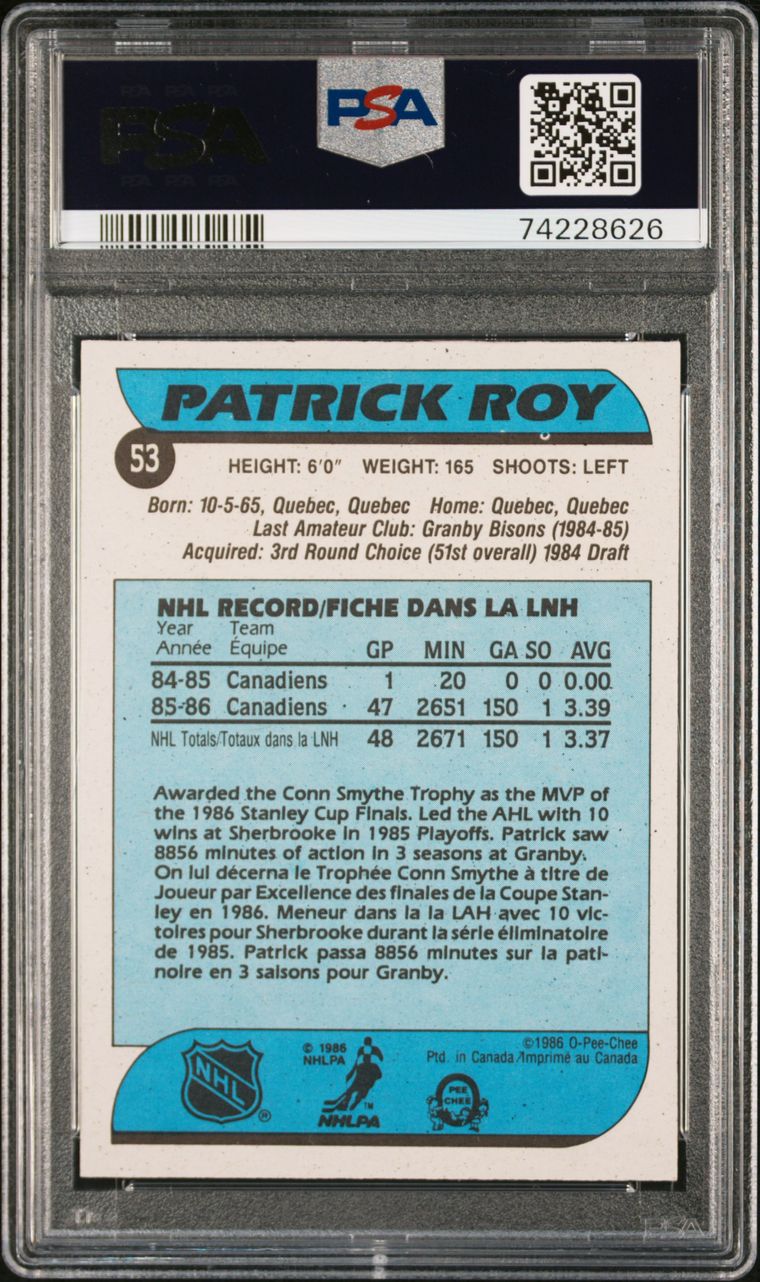 PSA PSA PSA
PSA
PSA PSA PSA
PSA
74228626
PATRICK ROY
53
HEIGHT: 6'0" WEIGHT: 165 SHOOTS: LEFT
Born: 10-5-65, Quebec, Quebec Home: Quebec, Quebec
Last Amateur Club: Granby Bisons (1984-85)
Acquired: 3rd Round Choice (51st overall) 1984 Draft
NHL RECORD/FICHE DANS LA LNH
Year Team
Année Équipe GP MIN GA SO AVG
84-85 Canadiens 1 20 0 0 0.00
85-86 Canadiens 47 2651 150 1 3.39
NHL Totals/Totaux dans la LNH 48 2671 150 1 3.37
Awarded the Conn Smythe Trophy as the MVP of
the 1986 Stanley Cup Finals. Led the AHL with 10
wins at Sherbrooke in 1985 Playoffs. Patrick saw
8856 minutes of action in 3 seasons at Granby.
On lui décerna le Trophée Conn Smythe à titre de
Joueur par Excellence des finales de la Coupe Stan-
ley en 1986. Meneur dans la la LAH avec 10 vic-
toires pour Sherbrooke durant la série éliminatoire
de 1985. Patrick passa 8856 minutes sur la pati-
noire en 3 saisons pour Granby.
NHL ®
© 1986
NHLPA
TM
NHLPA
PEE
CHEE
©1986 O-Pee-Chee
Ptd. in Canada/Imprimé au Canada
PSA